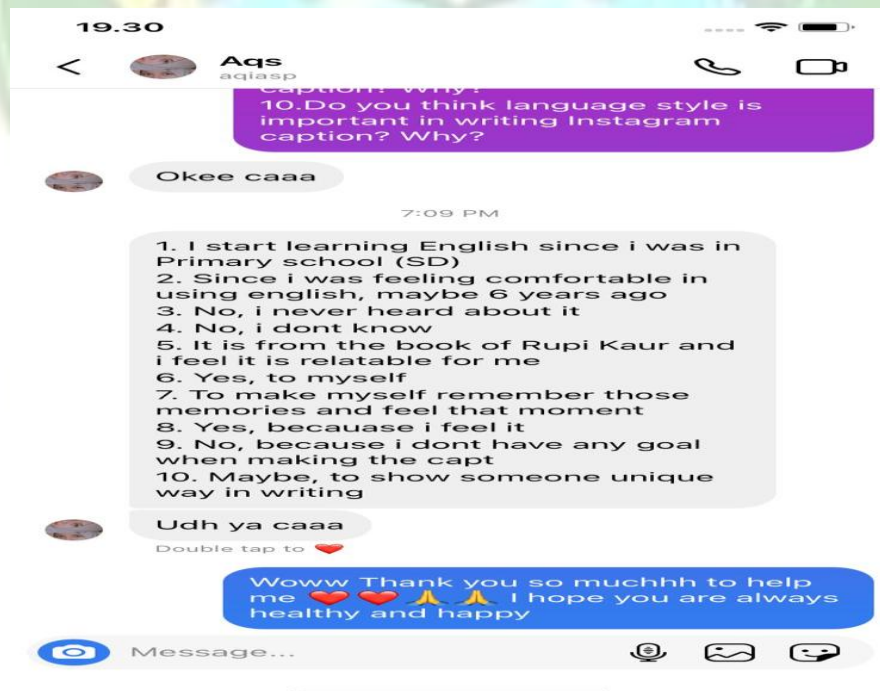 19.30
Aqs
aqiasp
caption? Why?
10.Do you think language style is
important in writing Instagram
caption? Why?
Okee caaa
7:09 PM
1. I start learning English since i was in
Primary school (SD)
2. Since i was feeling comfortable in
using english, maybe 6 years ago
3. No, i never heard about it
4. No, i dont know
5. It is from the book of Rupi Kaur and
i feel it is relatable for me
6. Yes, to myself
7. To make myself remember those
memories and feel that moment
8. Yes, becauase i feel it
9. No, because i dont have any goal
when making the capt
10. Maybe, to show someone unique
way in writing
Udh ya caaa
Double tap to ❤️
Woww Thank you so muchhh to help
me ❤️ ❤️ 🙏 🙏 I hope you are always
healthy and happy
Message...